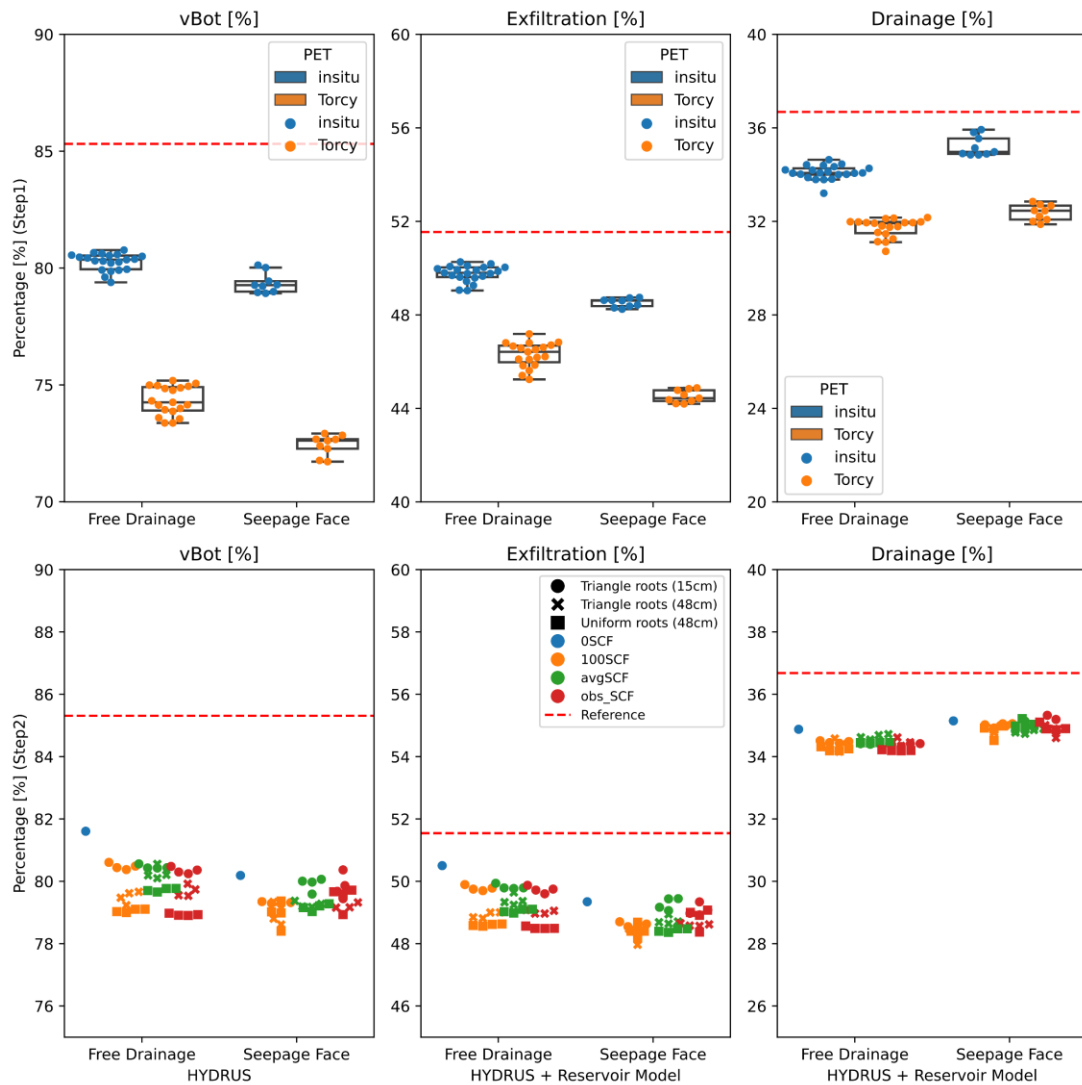 vBot [%]
Exfiltration [%]
Drainage [%]
Percentage [%] (Step1)
90
85
80
75
70
PET
insitu
Torcy
insitu
Torcy
Free Drainage
Seepage Face
60
56
52
48
44
40
PET
insitu
Torcy
insitu
Torcy
Free Drainage
Seepage Face
40
36
32
28
24
20
PET
insitu
Torcy
insitu
Torcy
Free Drainage
Seepage Face
vBot [%]
Exfiltration [%]
Drainage [%]
Percentage [%] (Step2)
90
88
86
84
82
80
78
76
Free Drainage
Seepage Face
HYDRUS
60
58
56
54
52
50
48
46
Triangle roots (15cm)
Triangle roots (48cm)
Uniform roots (48cm)
0SCF
100SCF
avgSCF
obs_SCF
Reference
Free Drainage
Seepage Face
HYDRUS + Reservoir Model
40
38
36
34
32
30
28
26
Free Drainage
Seepage Face
HYDRUS + Reservoir Model